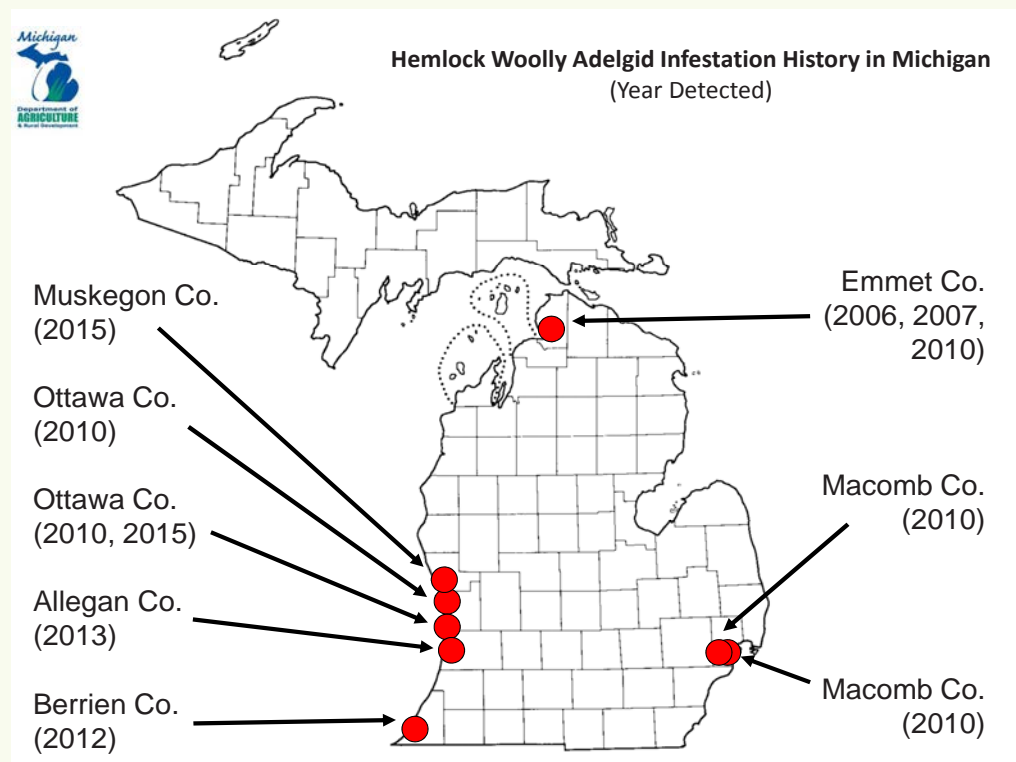 Michigan
Department of
AGRICULTURE
& Rural Development
Hemlock Woolly Adelgid Infestation History in Michigan
(Year Detected)
Muskegon Co.
(2015)
Ottawa Co.
(2010)
Ottawa Co.
(2010, 2015)
Allegan Co.
(2013)
Berrien Co.
(2012)
Emmet Co.
(2006, 2007,
2010)
Macomb Co.
(2010)
Macomb Co.
(2010)